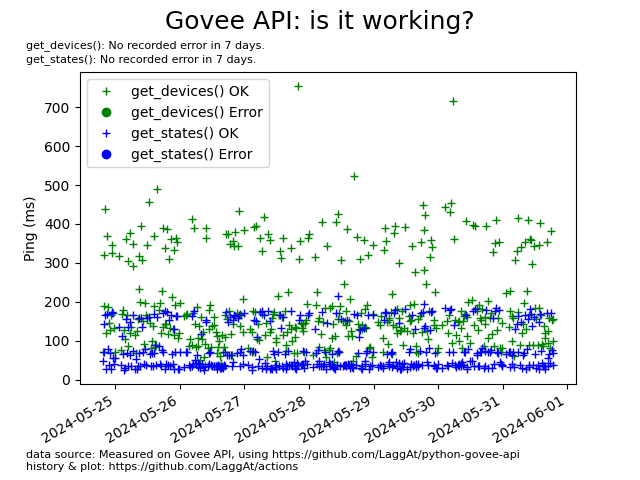 Govee API: is it working?
get_devices(): No recorded error in 7 days.
get_states(): No recorded error in 7 days.
get_devices() OK
get_devices() Error
get_states() OK
get_states() Error
Ping (ms)
700
600
500
400
300
200
100
0
2024-05-25
2024-05-26
2024-05-27
2024-05-28
2024-05-29
2024-05-30
2024-05-31
2024-06-01
data source: Measured on Govee API, using https://github.com/LaggAt/python-govee-api
history & plot: https://github.com/LaggAt/actions